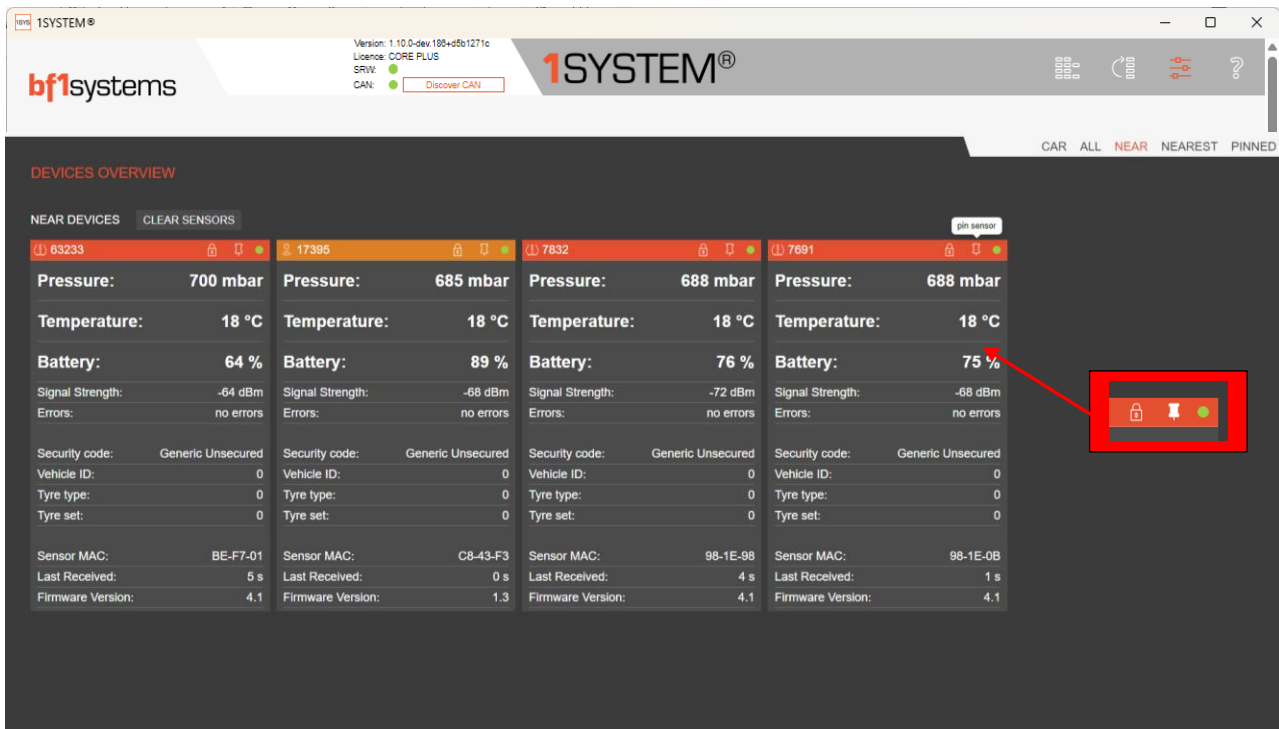 1SYS 1SYSTEM®
Version: 1.10.0-dev.186+d5b1271c
Licence: CORE PLUS
SRW:
CAN: Discover CAN
bf1systems
1SYSTEM®
CAR ALL NEAR NEAREST PINNED
DEVICES OVERVIEW
NEAR DEVICES CLEAR SENSORS
pin sensor
63233 17395 7832 7691
Pressure: 700 mbar Pressure: 685 mbar Pressure: 688 mbar Pressure: 688 mbar
Temperature: 18 °C Temperature: 18 °C Temperature: 18 °C Temperature: 18 °C
Battery: 64 % Battery: 89 % Battery: 76 % Battery: 75 %
Signal Strength: -64 dBm Signal Strength: -68 dBm Signal Strength: -72 dBm Signal Strength: -68 dBm
Errors: no errors Errors: no errors Errors: no errors Errors: no errors
Security code: Generic Unsecured Security code: Generic Unsecured Security code: Generic Unsecured Security code: Generic Unsecured
Vehicle ID: 0 Vehicle ID: 0 Vehicle ID: 0 Vehicle ID: 0
Tyre type: 0 Tyre type: 0 Tyre type: 0 Tyre type: 0
Tyre set: 0 Tyre set: 0 Tyre set: 0 Tyre set: 0
Sensor MAC: BE-F7-01 Sensor MAC: C8-43-F3 Sensor MAC: 98-1E-98 Sensor MAC: 98-1E-0B
Last Received: 5 s Last Received: 0 s Last Received: 4 s Last Received: 1 s
Firmware Version: 4.1 Firmware Version: 1.3 Firmware Version: 4.1 Firmware Version: 4.1